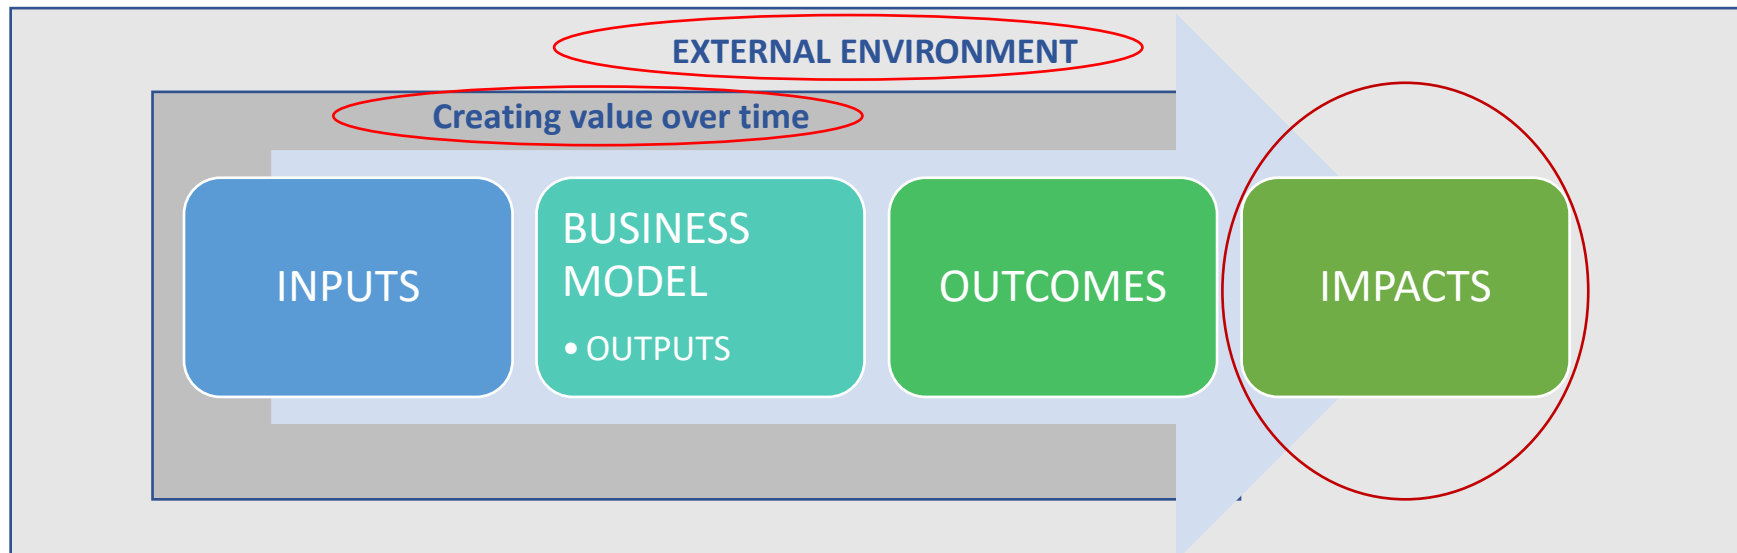 EXTERNAL ENVIRONMENT
Creating value over time
INPUTS
BUSINESS
MODEL
• OUTPUTS
OUTCOMES
IMPACTS